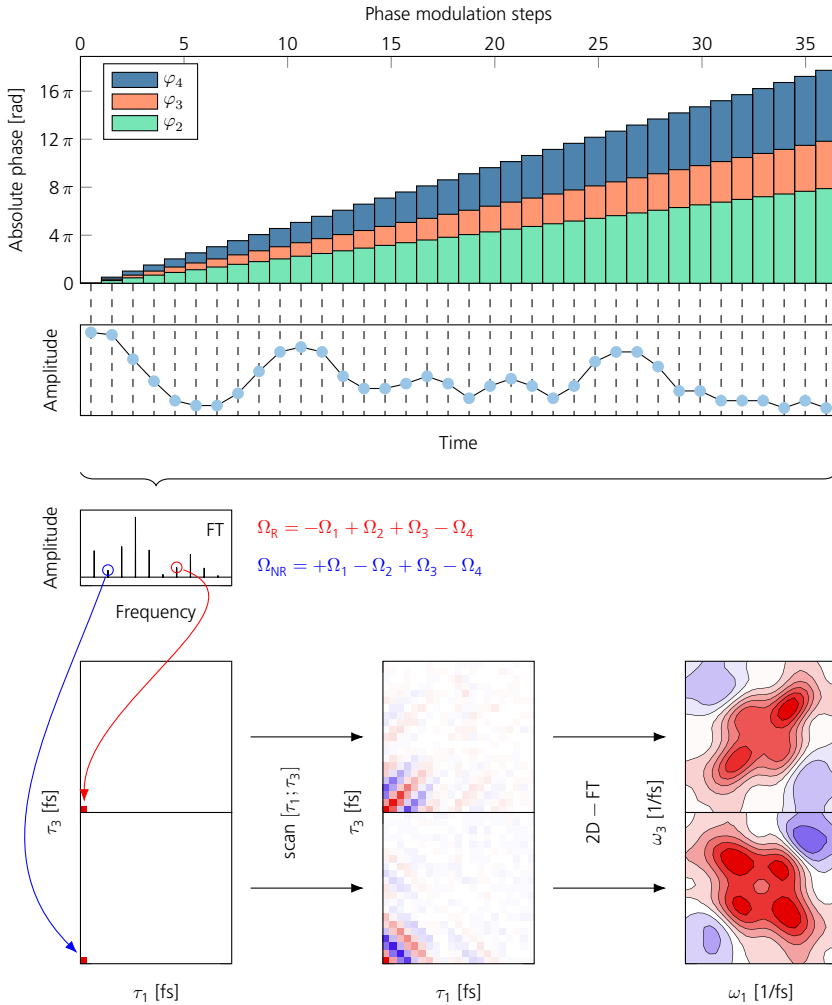 Phase modulation steps
0 5 10 15 20 25 30 35
Absolute phase [rad]
16 π
12 π
8 π
4 π
0
φ4
φ3
φ2
Amplitude
Time
Amplitude
FT
Frequency
Ω_R = −Ω₁ + Ω₂ + Ω₃ − Ω₄
Ω_NR = +Ω₁ − Ω₂ + Ω₃ − Ω₄
τ₃ [fs]
scan [τ₁; τ₃]
τ₃ [fs]
2D − FT
ω₃ [1/fs]
τ₁ [fs]
τ₁ [fs]
ω₁ [1/fs]